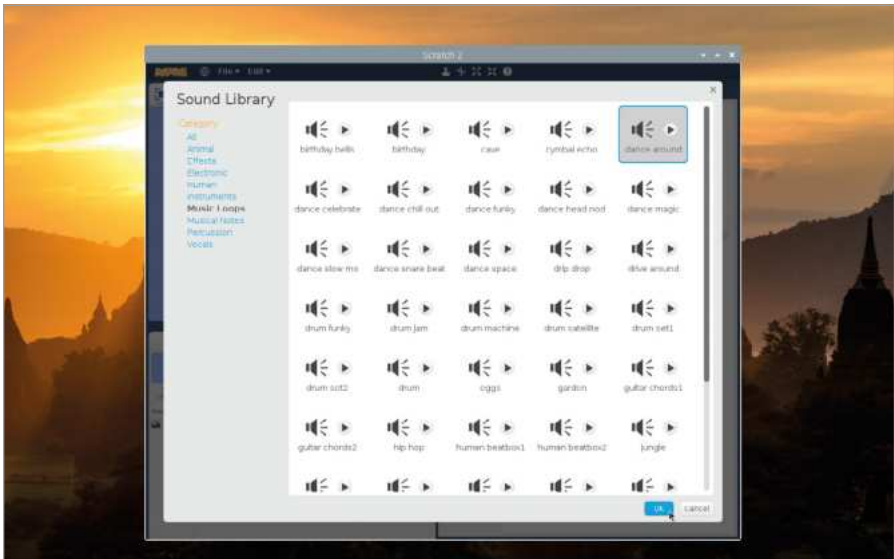 Scratch 2
File Edit
Sound Library
Category
All
Animal
Effects
Electronic
Human
Instruments
Music Loops
Musical Notes
Percussion
Vocals
birthday bells birthday cave cymbal echo dance around
dance celebrate dance chill out dance funky dance head nod dance magic
dance slow mo dance snare beat dance space drip drop drive around
drum funky drum jam drum machine drum satellite drum set1
drum set2 drum eggs garden guitar chords1
guitar chords2 hip hop human beatbox1 human beatbox2 jungle
OK Cancel